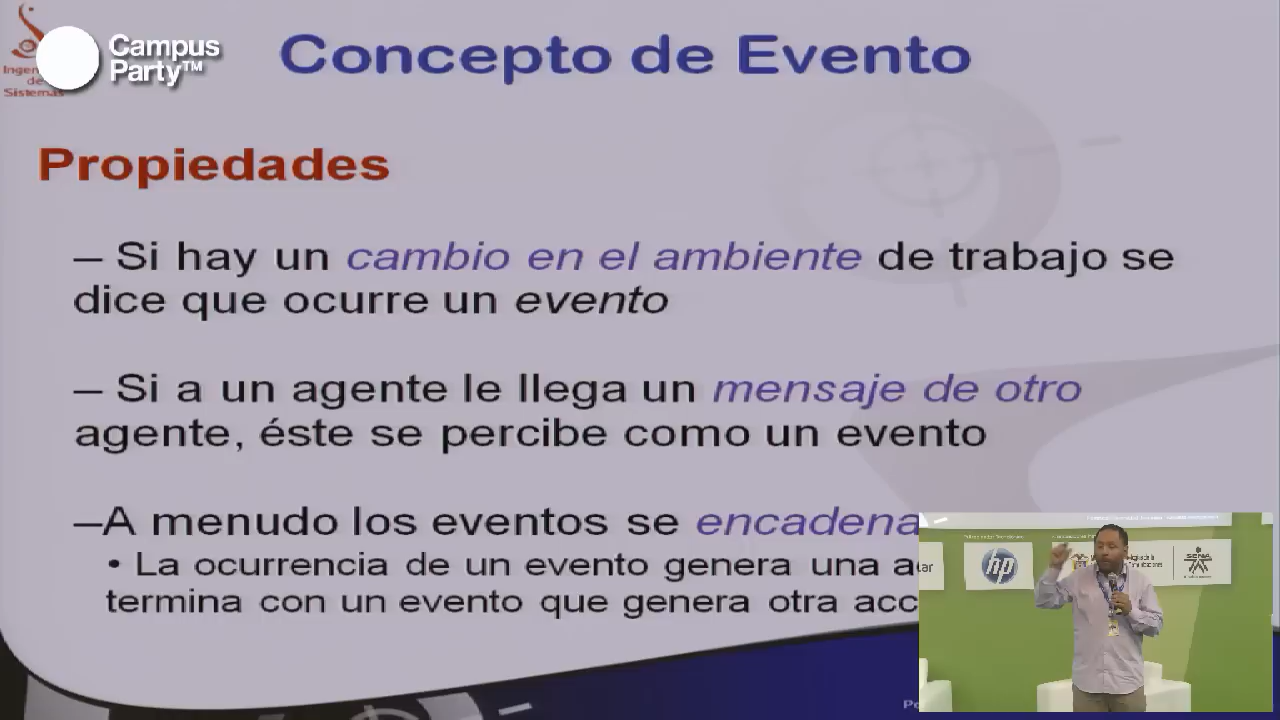 Campus
Party™
Sistemas
Concepto de Evento
Propiedades
– Si hay un cambio en el ambiente de trabajo se
dice que ocurre un evento
– Si a un agente le llega un mensaje de otro
agente, éste se percibe como un evento
–A menudo los eventos se encadena
• La ocurrencia de un evento genera una a
termina con un evento que genera otra acc
hp
SENA